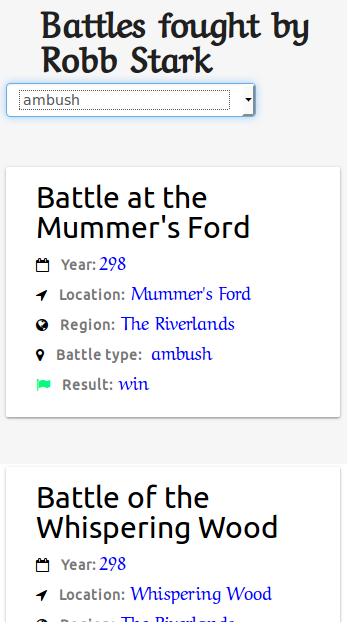 Battles fought by
Robb Stark
ambush
Battle at the
Mummer's Ford
Year: 298
Location: Mummer's Ford
Region: The Riverlands
Battle type: ambush
Result: win
Battle of the
Whispering Wood
Year: 298
Location: Whispering Wood
Region: The Riverlands